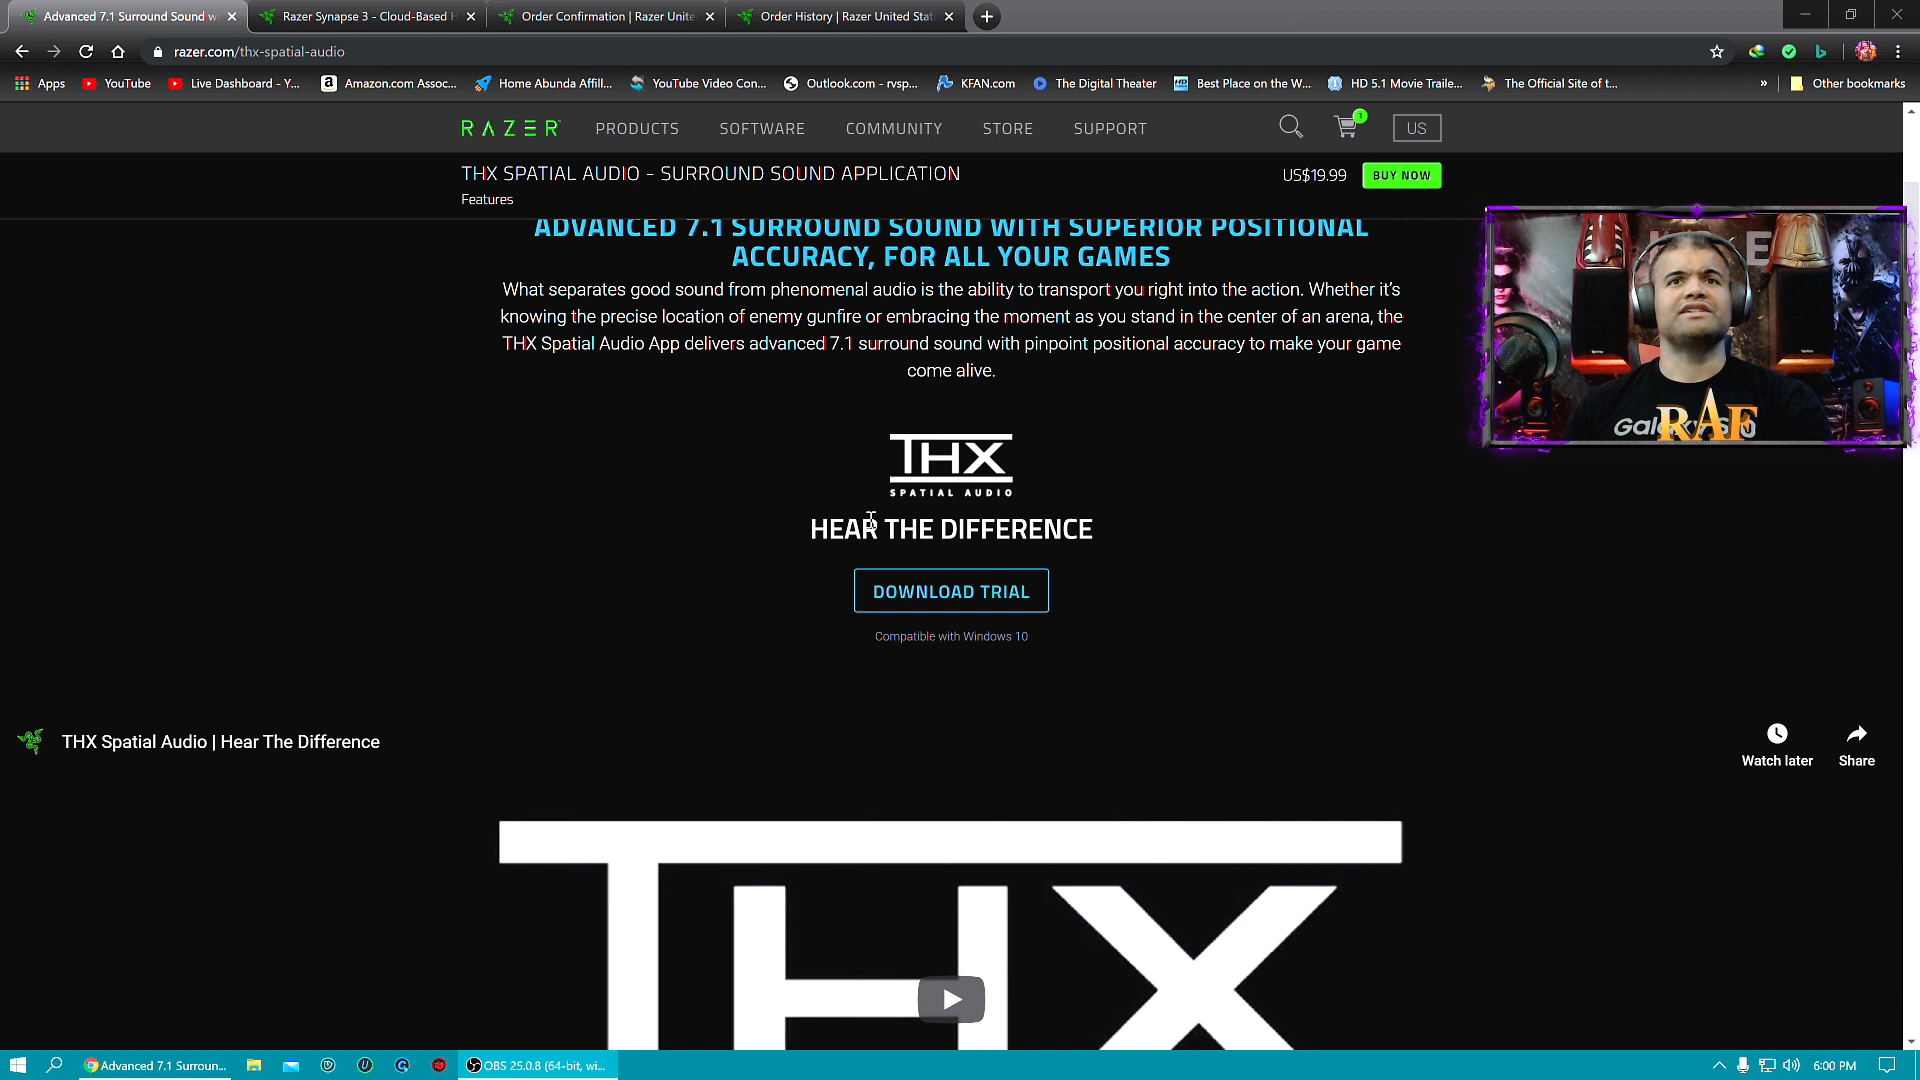 Advanced 7.1 Surround Sound w
Razer Synapse 3 - Cloud-Based H
Order Confirmation | Razer Unite
Order History | Razer United Stat
razer.com/thx-spatial-audio
Apps
YouTube
Live Dashboard - Y...
Amazon.com Assoc...
Home Abunda Affill...
YouTube Video Con...
Outlook.com - rvsp...
KFAN.com
The Digital Theater
Best Place on the W...
HD 5.1 Movie Traile...
The Official Site of t...
»
Other bookmarks
RAZER
PRODUCTS
SOFTWARE
COMMUNITY
STORE
SUPPORT
1
US
THX SPATIAL AUDIO - SURROUND SOUND APPLICATION
US$19.99
BUY NOW
Features
ADVANCED 7.1 SURROUND SOUND WITH SUPERIOR POSITIONAL
ACCURACY, FOR ALL YOUR GAMES
What separates good sound from phenomenal audio is the ability to transport you right into the action. Whether it's
knowing the precise location of enemy gunfire or embracing the moment as you stand in the center of an arena, the
THX Spatial Audio App delivers advanced 7.1 surround sound with pinpoint positional accuracy to make your game
come alive.
RAF
THX
SPATIAL AUDIO
HEAR THE DIFFERENCE
DOWNLOAD TRIAL
Compatible with Windows 10
THX Spatial Audio | Hear The Difference
Watch later
Share
THX
Advanced 7.1 Surroun...
OBS 25.0.8 (64-bit, wi...
6:00 PM